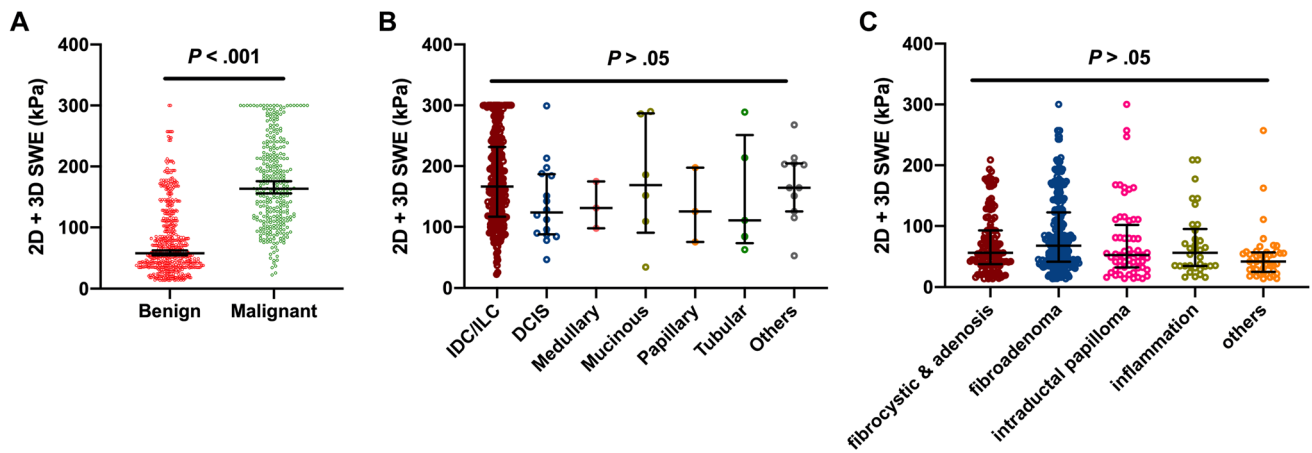 A
P < .001
2D + 3D SWE (kPa)
400
300
200
100
0
Benign
Malignant
B
P > .05
2D + 3D SWE (kPa)
400
300
200
100
0
IDC/ILC
DCIS
Medullary
Mucinous
Papillary
Tubular
Others
C
P > .05
2D + 3D SWE (kPa)
400
300
200
100
0
fibrocystic & adenosis
fibroadenoma
intraductal papilloma
inflammation
others